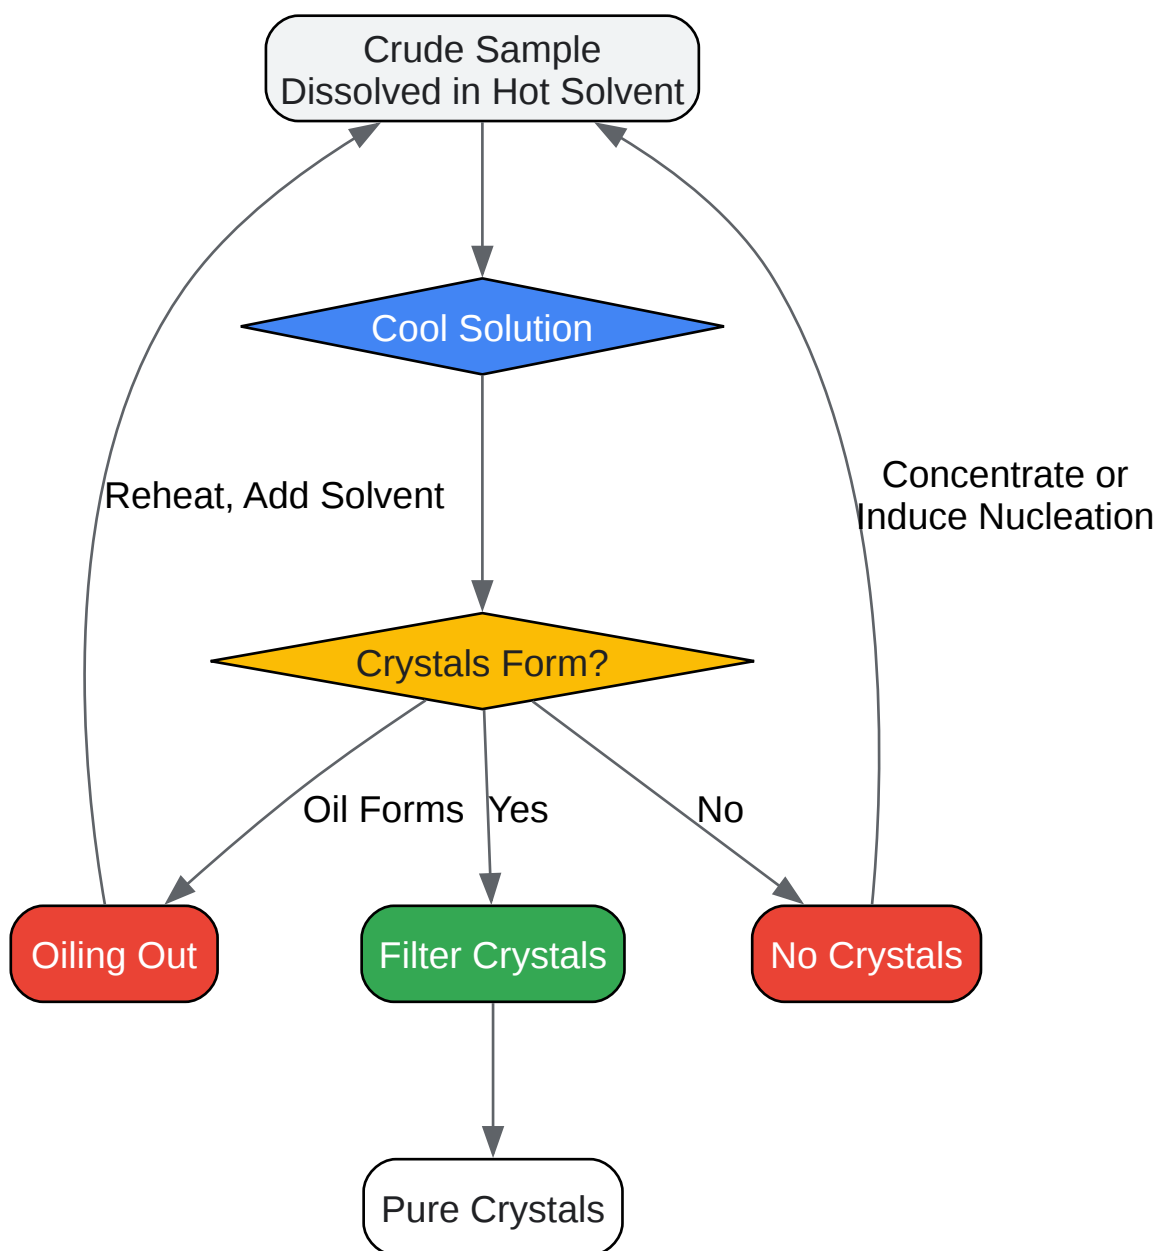 Crude Sample
Dissolved in Hot Solvent
Cool Solution
Reheat, Add Solvent
Concentrate or
Induce Nucleation
Crystals Form?
Oil Forms
Yes
No
Oiling Out
Filter Crystals
No Crystals
Pure Crystals